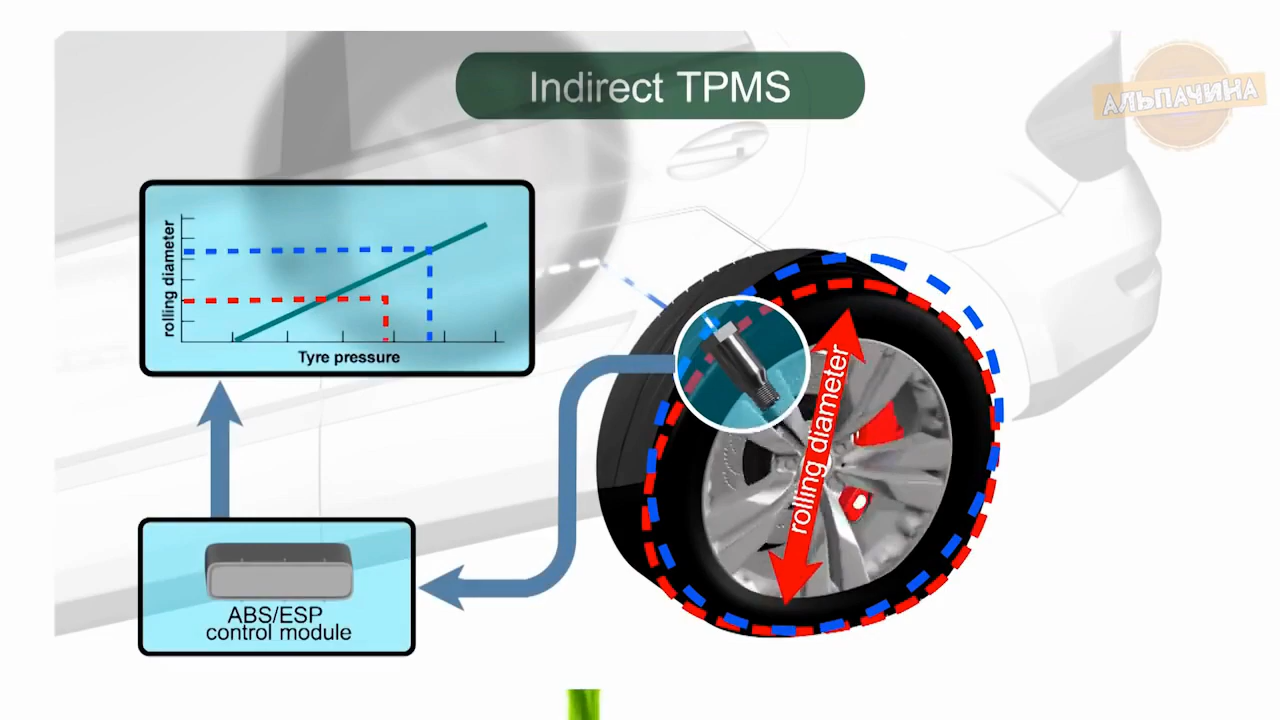 Indirect TPMS
АЛЬПАЧИНА
rolling diameter
Tyre pressure
rolling diameter
ABS/ESP
control module